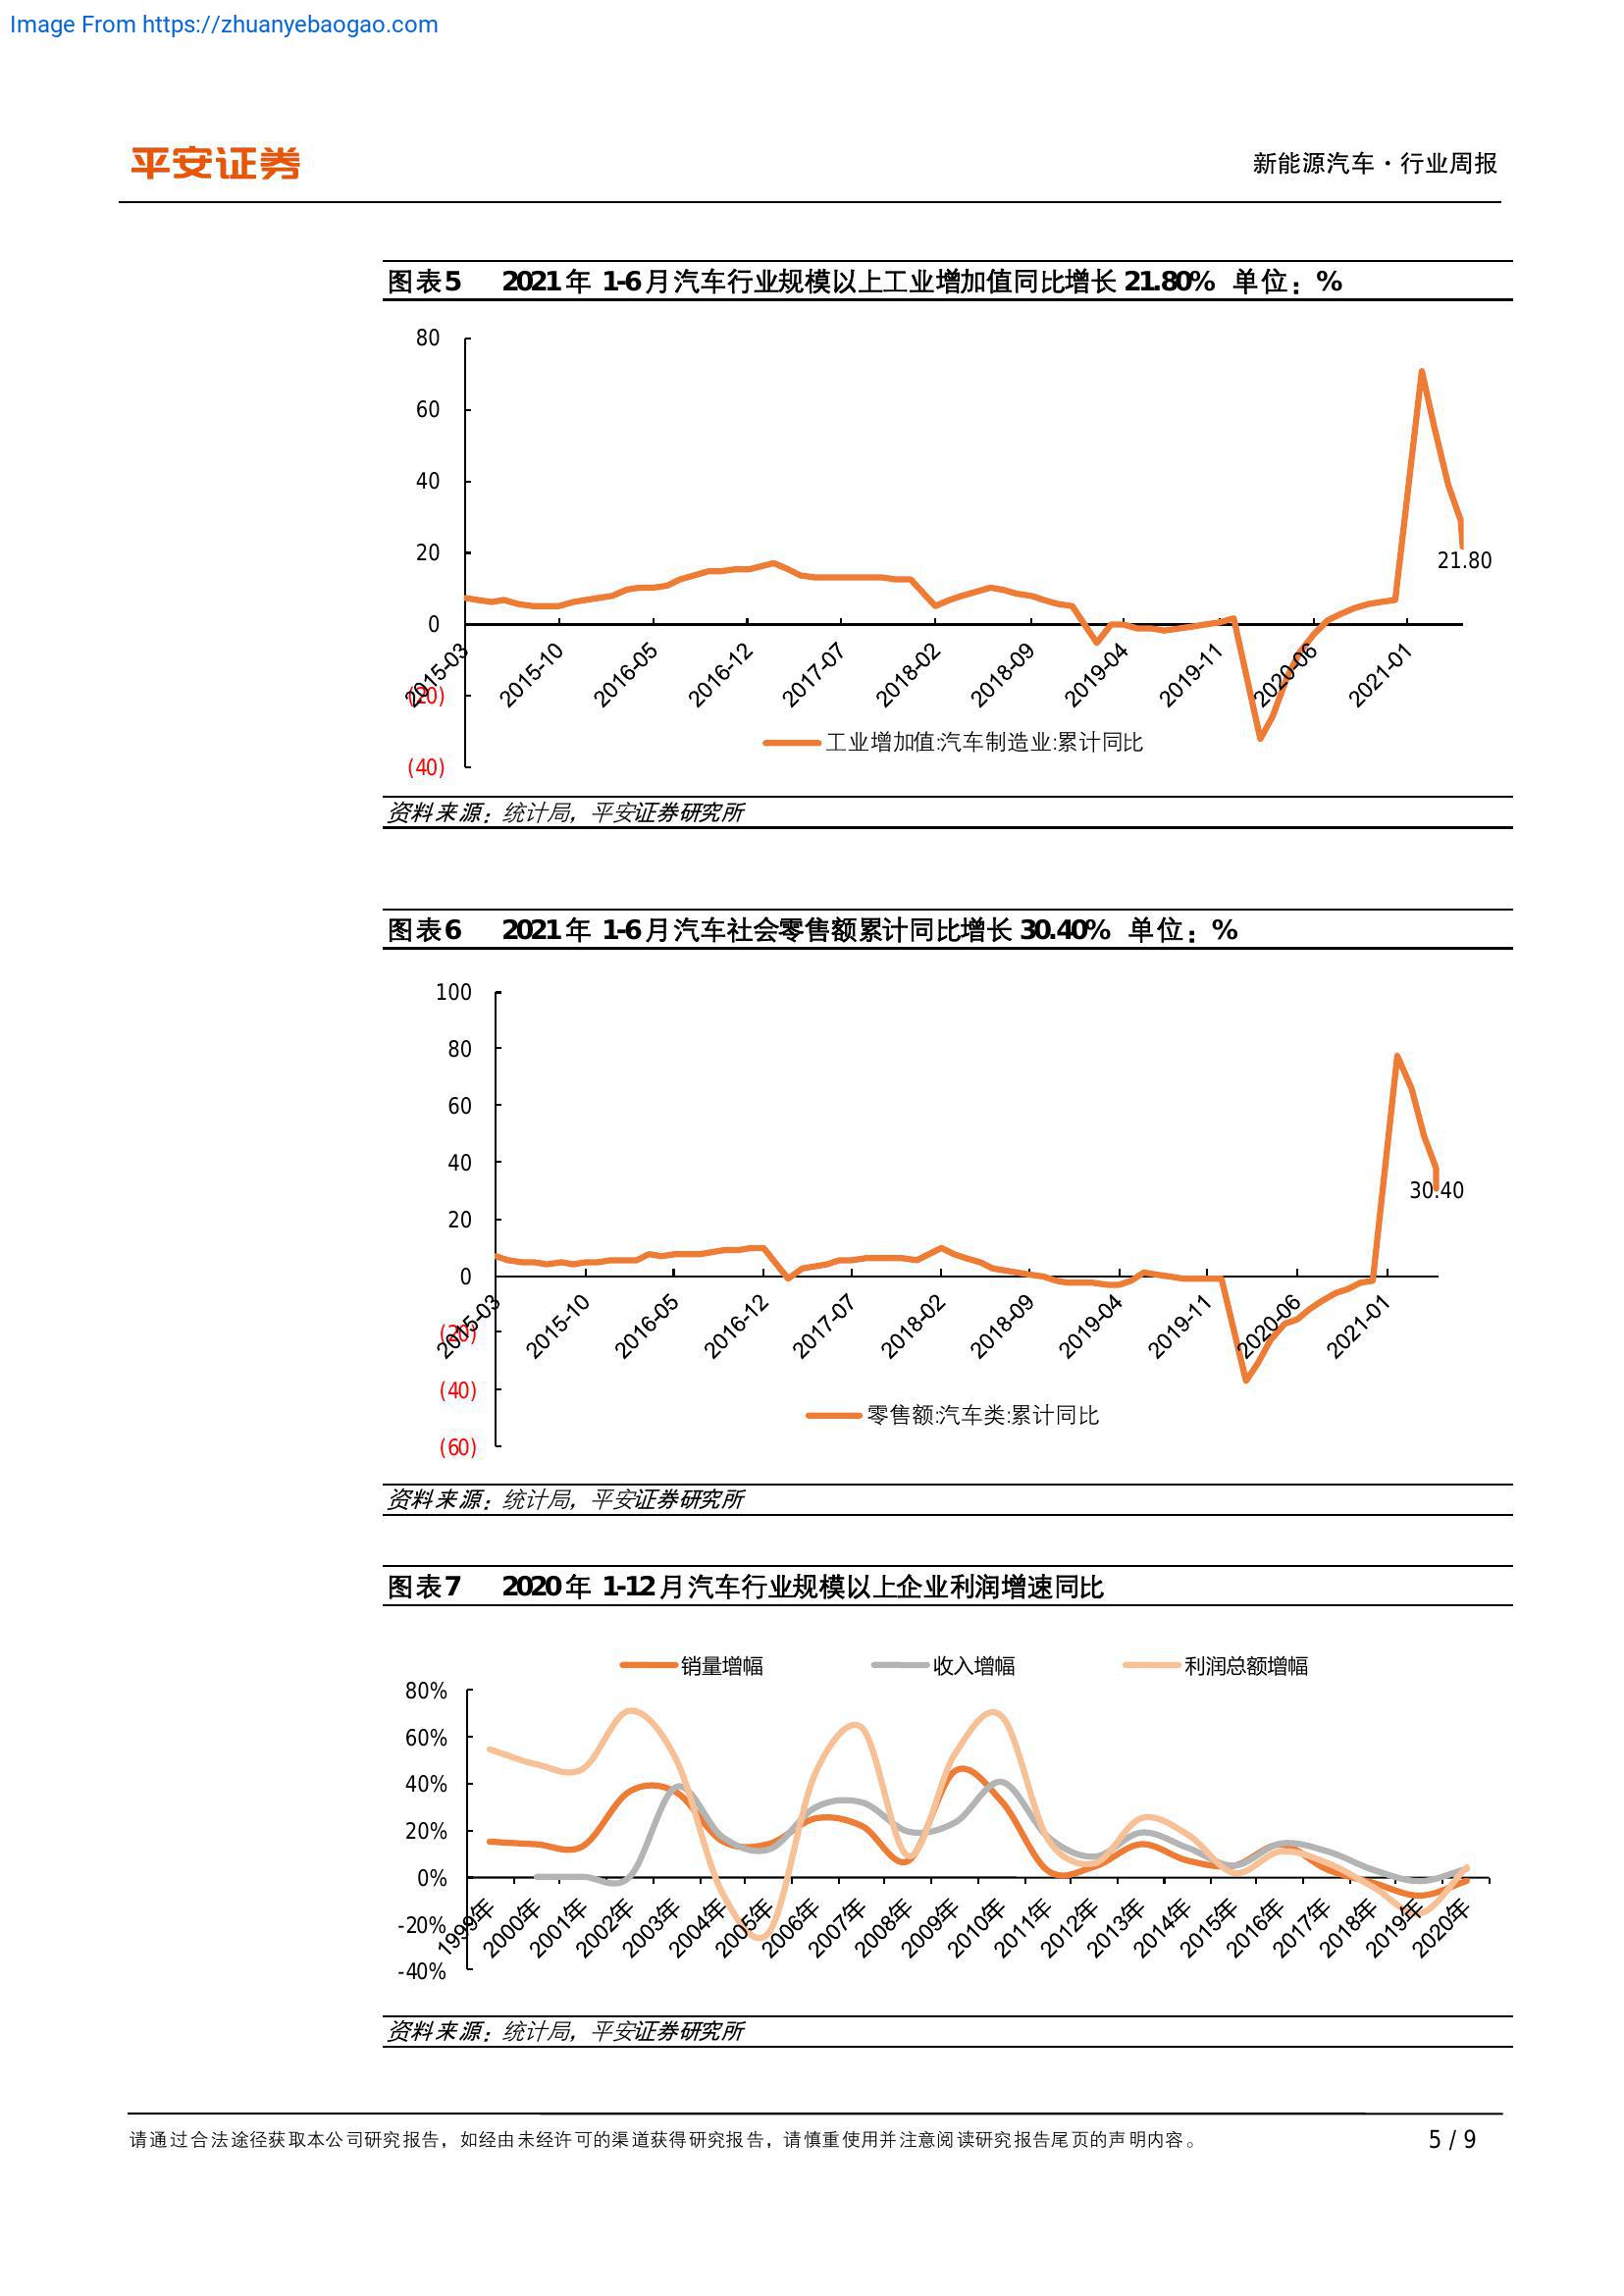 Image From https://zhuanyebaogao.com
平安证券
新能源汽车·行业周报
图表5 2021年 1-6月汽车行业规模以上工业增加值同比增长 21.80% 单位：%
80
60
40
20
0
(20)
(40)
2015-03 2015-10 2016-05 2016-12 2017-07 2018-02 2018-09 2019-04 2019-11 2020-06 2021-01
21.80
工业增加值:汽车制造业:累计同比
资料来源：统计局，平安证券研究所
图表6 2021年 1-6月汽车社会零售额累计同比增长 30.40% 单位：%
100
80
60
40
20
0
(20)
(40)
(60)
2015-03 2015-10 2016-05 2016-12 2017-07 2018-02 2018-09 2019-04 2019-11 2020-06 2021-01
30.40
零售额:汽车类:累计同比
资料来源：统计局，平安证券研究所
图表7 2020年 1-12月汽车行业规模以上企业利润增速同比
销量增幅 收入增幅 利润总额增幅
80%
60%
40%
20%
0%
-20%
-40%
1999年 2000年 2001年 2002年 2003年 2004年 2005年 2006年 2007年 2008年 2009年 2010年 2011年 2012年 2013年 2014年 2015年 2016年 2017年 2018年 2019年 2020年
资料来源：统计局，平安证券研究所
请通过合法途径获取本公司研究报告，如经由未经许可的渠道获得研究报告，请慎重使用并注意阅读研究报告尾页的声明内容。
5 / 9